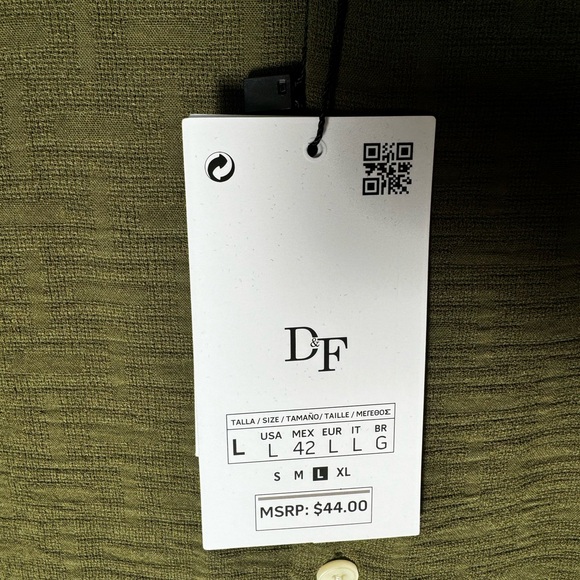 D&F
TALLA / SIZE / TAMAÑO/ TAILLE / ΜΕΓΕΘΟΣ
L USA MEX EUR IT BR
L 42 L L G
S M L XL
MSRP: $44.00